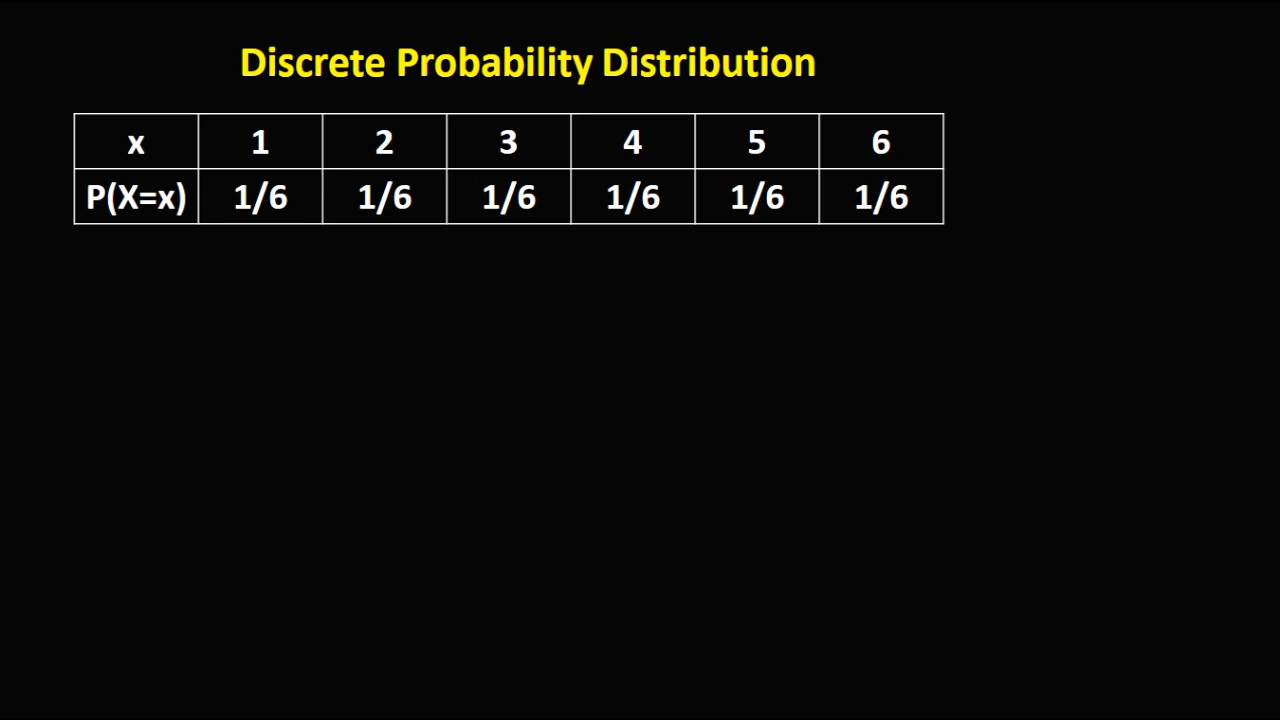 Discrete Probability Distribution
x 1 2 3 4 5 6
P(X=x) 1/6 1/6 1/6 1/6 1/6 1/6